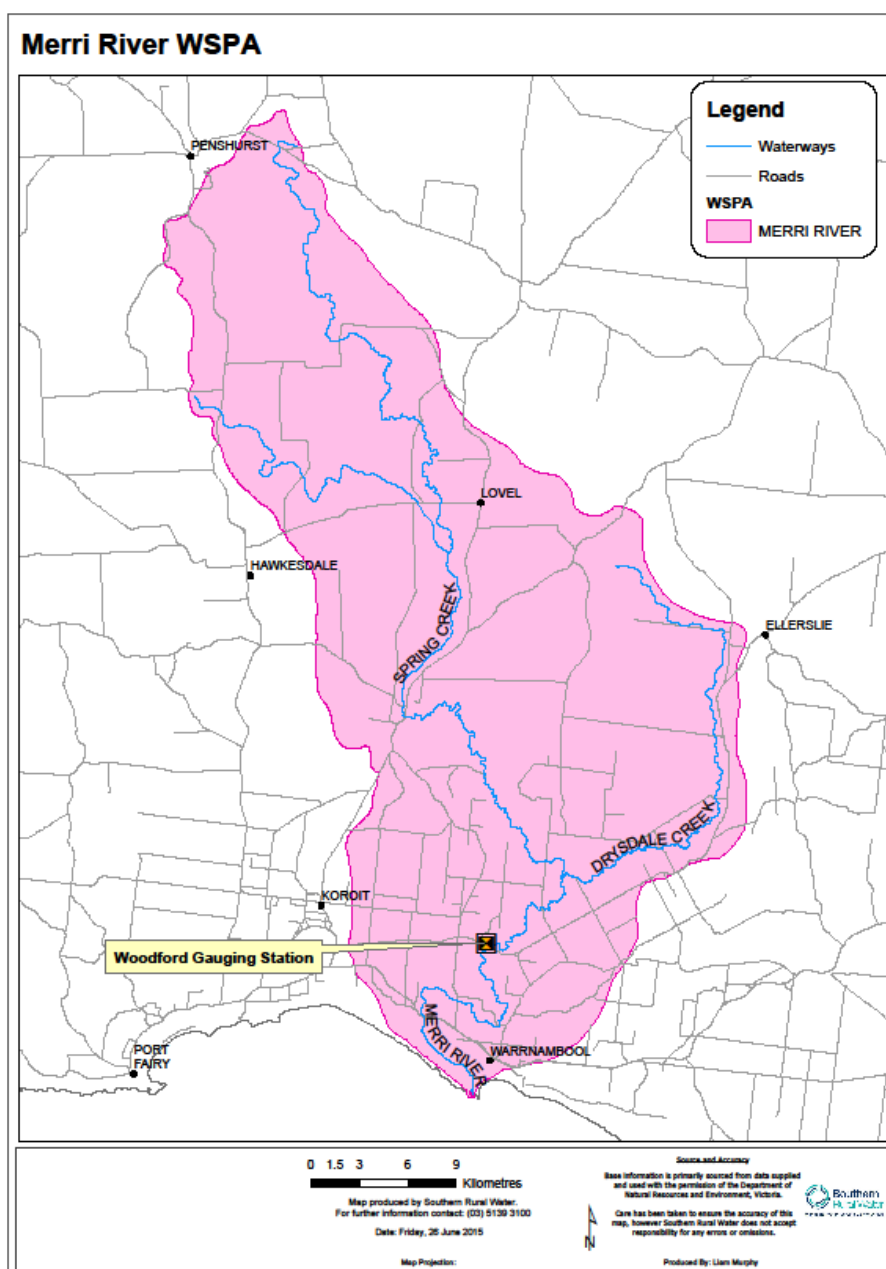 Merri River WSPA
Legend
Waterways
Roads
WSPA
MERRI RIVER
PENSHURST
LOVEL
HAWKESDALE
ELLERSLIE
SPRING CREEK
DRYSDALE CREEK
KOROIT
Woodford Gauging Station
MERRI RIVER
WARRNAMBOOL
PORT
FAIRY
0 1.5 3 6 9
Kilometres
Map produced by Southern Rural Water.
For further information contact: (03) 5139 3100
Date: Friday, 26 June 2015
Map Projection:
Source and Accuracy
Base information is primarily sourced from data supplied
and used with the permission of the Department of
Natural Resources and Environment, Victoria.
Care has been taken to ensure the accuracy of this
map, however Southern Rural Water does not accept
responsibility for any errors or omissions.
N
Southern
Rural Water
Produced By: Liam Murphy